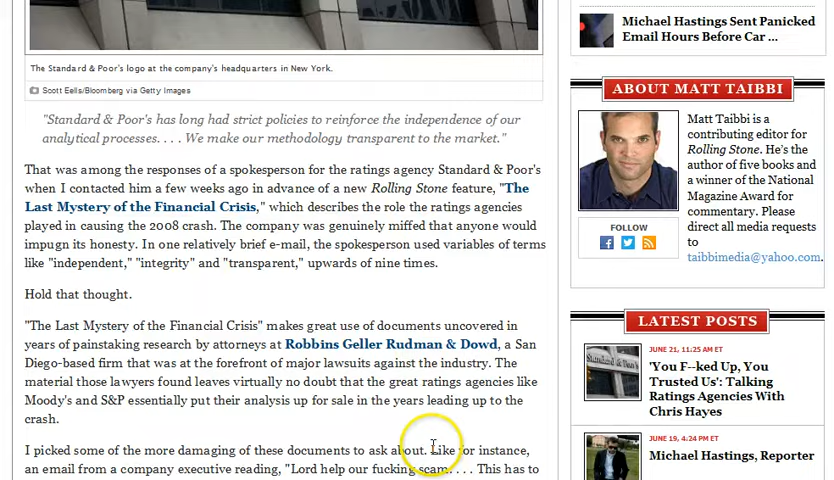 The Standard & Poor's logo at the company's headquarters in New York.
Scott Eells/Bloomberg via Getty Images
"Standard & Poor's has long had strict policies to reinforce the independence of our
analytical processes. . . . We make our methodology transparent to the market."
That was among the responses of a spokesperson for the ratings agency Standard & Poor's
when I contacted him a few weeks ago in advance of a new Rolling Stone feature, "The
Last Mystery of the Financial Crisis," which describes the role the ratings agencies
played in causing the 2008 crash. The company was genuinely miffed that anyone would
impugn its honesty. In one relatively brief e-mail, the spokesperson used variables of terms
like "independent," "integrity" and "transparent," upwards of nine times.
Hold that thought.
"The Last Mystery of the Financial Crisis" makes great use of documents uncovered in
years of painstaking research by attorneys at Robbins Geller Rudman & Dowd, a San
Diego-based firm that was at the forefront of major lawsuits against the industry. The
material those lawyers found leaves virtually no doubt that the great ratings agencies like
Moody's and S&P essentially put their analysis up for sale in the years leading up to the
crash.
I picked some of the more damaging of these documents to ask about. Like for instance,
an email from a company executive reading, "Lord help our fucking scam. . . . This has to
Michael Hastings Sent Panicked
Email Hours Before Car ...
ABOUT MATT TAIBBI
Matt Taibbi is a
contributing editor for
Rolling Stone. He's the
author of five books and
a winner of the National
Magazine Award for
commentary. Please
direct all media requests
to
taibbimedia@yahoo.com.
FOLLOW
LATEST POSTS
JUNE 21, 11:25 AM ET
'You F--ked Up, You
Trusted Us': Talking
Ratings Agencies With
Chris Hayes
JUNE 19, 4:24 PM ET
Michael Hastings, Reporter